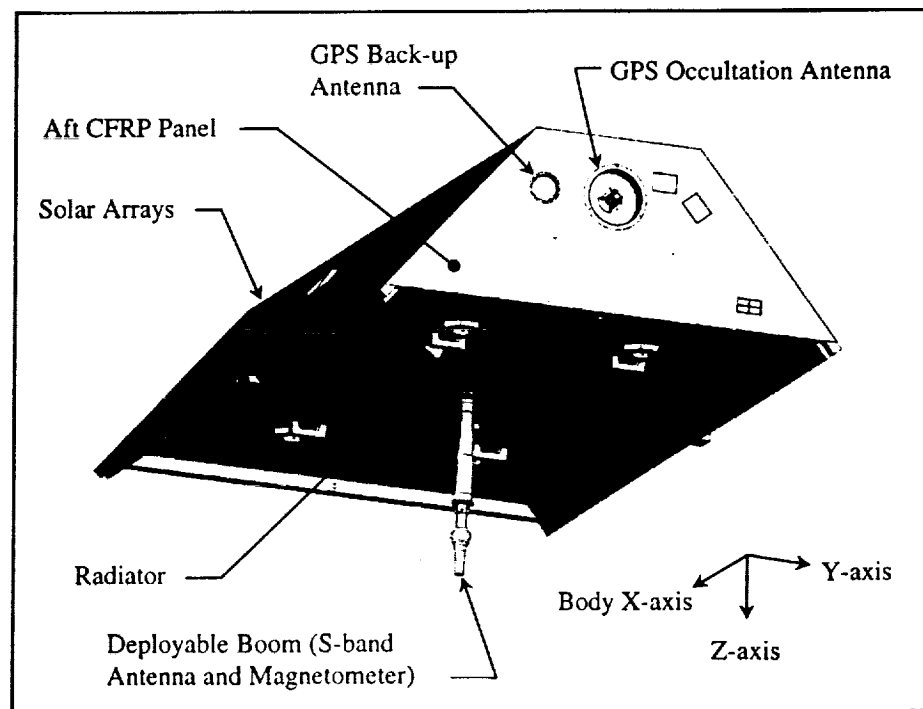 GPS Back-up
Antenna
GPS Occultation Antenna
Aft CFRP Panel
Solar Arrays
Radiator
Body X-axis
Y-axis
Z-axis
Deployable Boom (S-band
Antenna and Magnetometer)